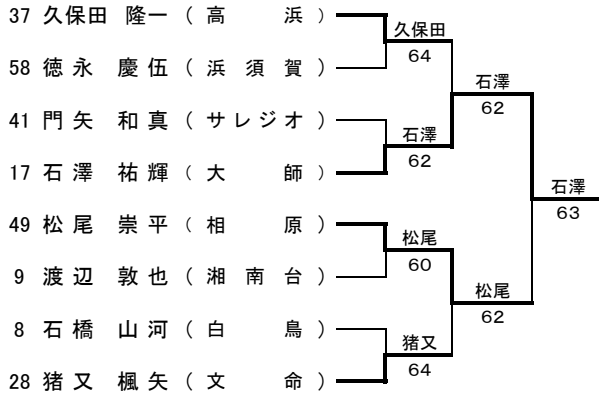 37 久保田 隆一 ( 高 浜 )
久保田
64
58 徳永 慶伍 ( 浜 須 賀 )
石澤
62
41 門矢 和真 ( サレジオ )
石澤
62
17 石澤 祐輝 ( 大 師 )
石澤
63
49 松尾 崇平 ( 相 原 )
松尾
60
9 渡辺 敦也 ( 湘 南 台 )
松尾
62
8 石橋 山河 ( 白 鳥 )
猪又
64
28 猪又 楓矢 ( 文 命 )